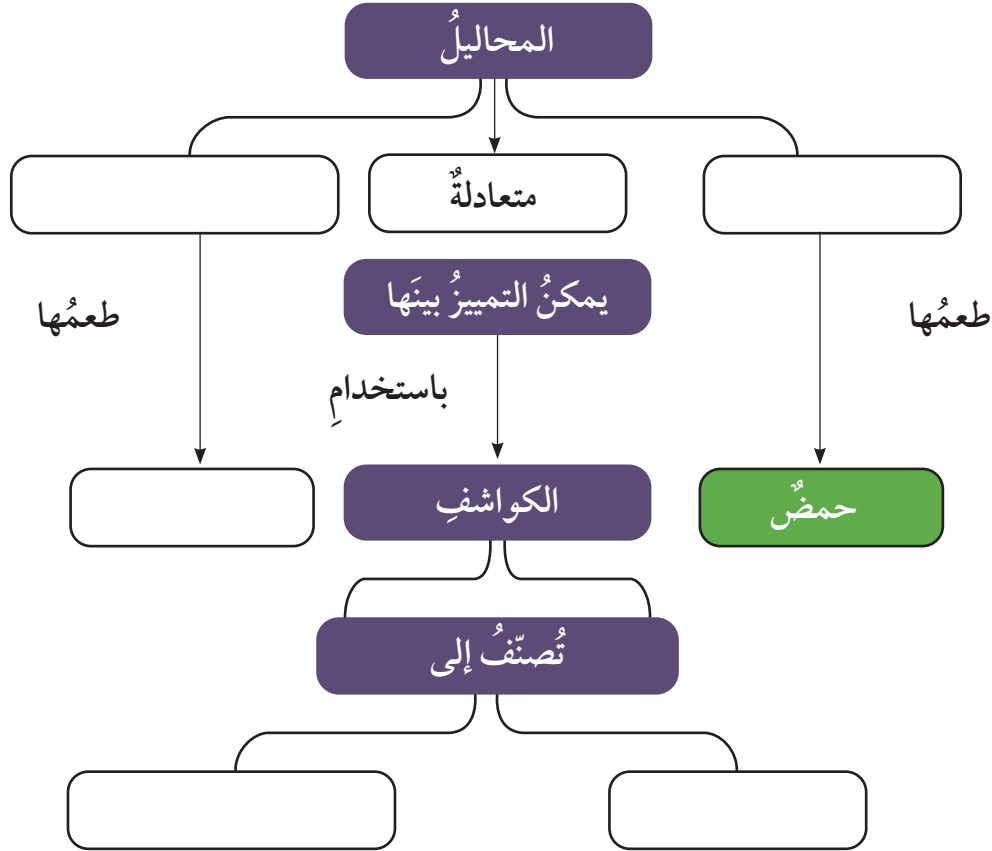 المحاليلُ
متعادلةٌ
يمكنُ التمييزُ بينَها
طعمُها
طعمُها
باستخدامِ
حمضٌ
الكواشفِ
تُصنّفُ إلى